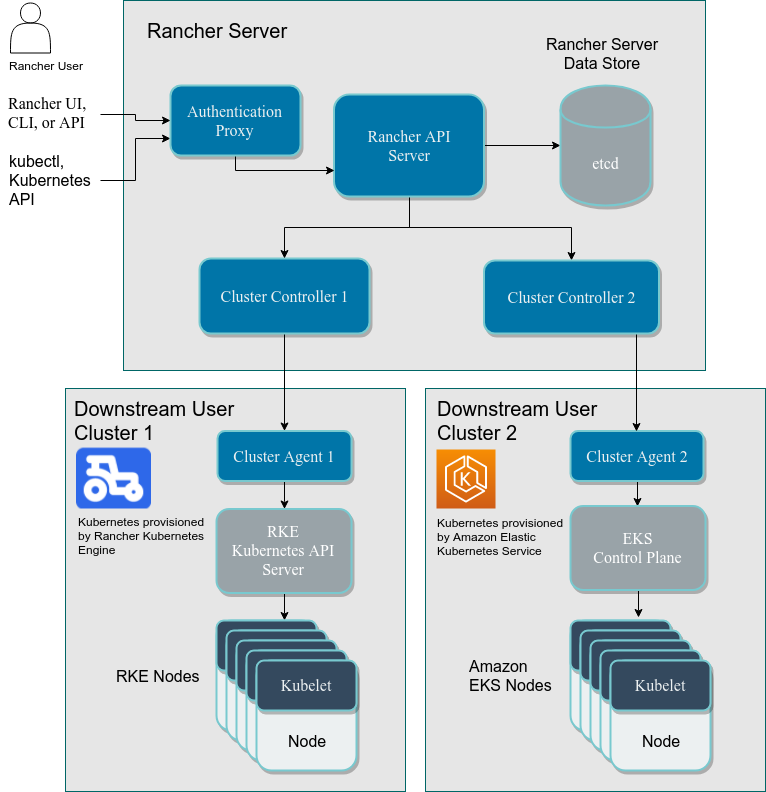 Rancher Server
Rancher User
Rancher Server
Data Store
Rancher UI,
CLI, or API
kubectl,
Kubernetes
API
Authentication
Proxy
Rancher API
Server
etcd
Cluster Controller 1
Cluster Controller 2
Downstream User
Cluster 1
Kubernetes provisioned
by Rancher Kubernetes
Engine
Cluster Agent 1
RKE
Kubernetes API
Server
RKE Nodes
Kubelet
Node
Downstream User
Cluster 2
K
Kubernetes provisioned
by Amazon Elastic
Kubernetes Service
Cluster Agent 2
EKS
Control Plane
Amazon
EKS Nodes
Kubelet
Node